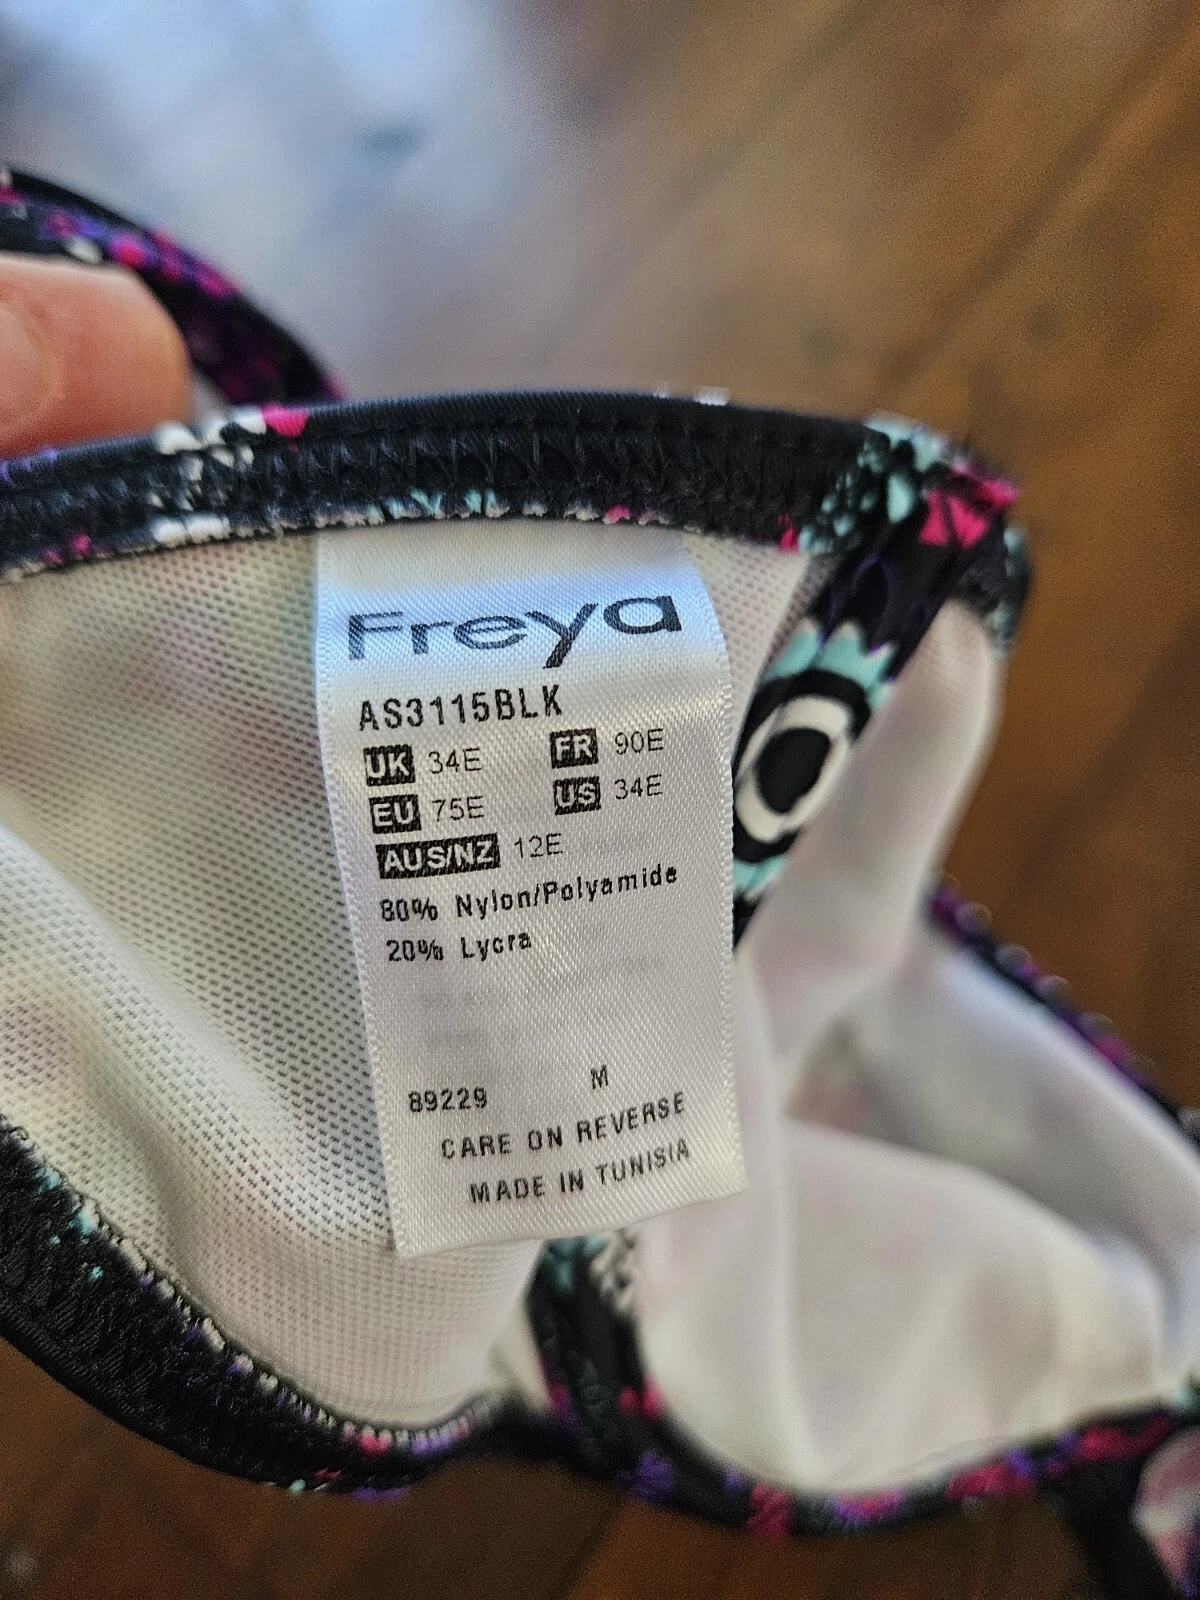 Freya
AS3115BLK
UK 34E FR 90E
EU 75E US 34E
AUS/NZ 12E
80% Nylon/Polyamide
20% Lycra
89229 M
CARE ON REVERSE
MADE IN TUNISIA